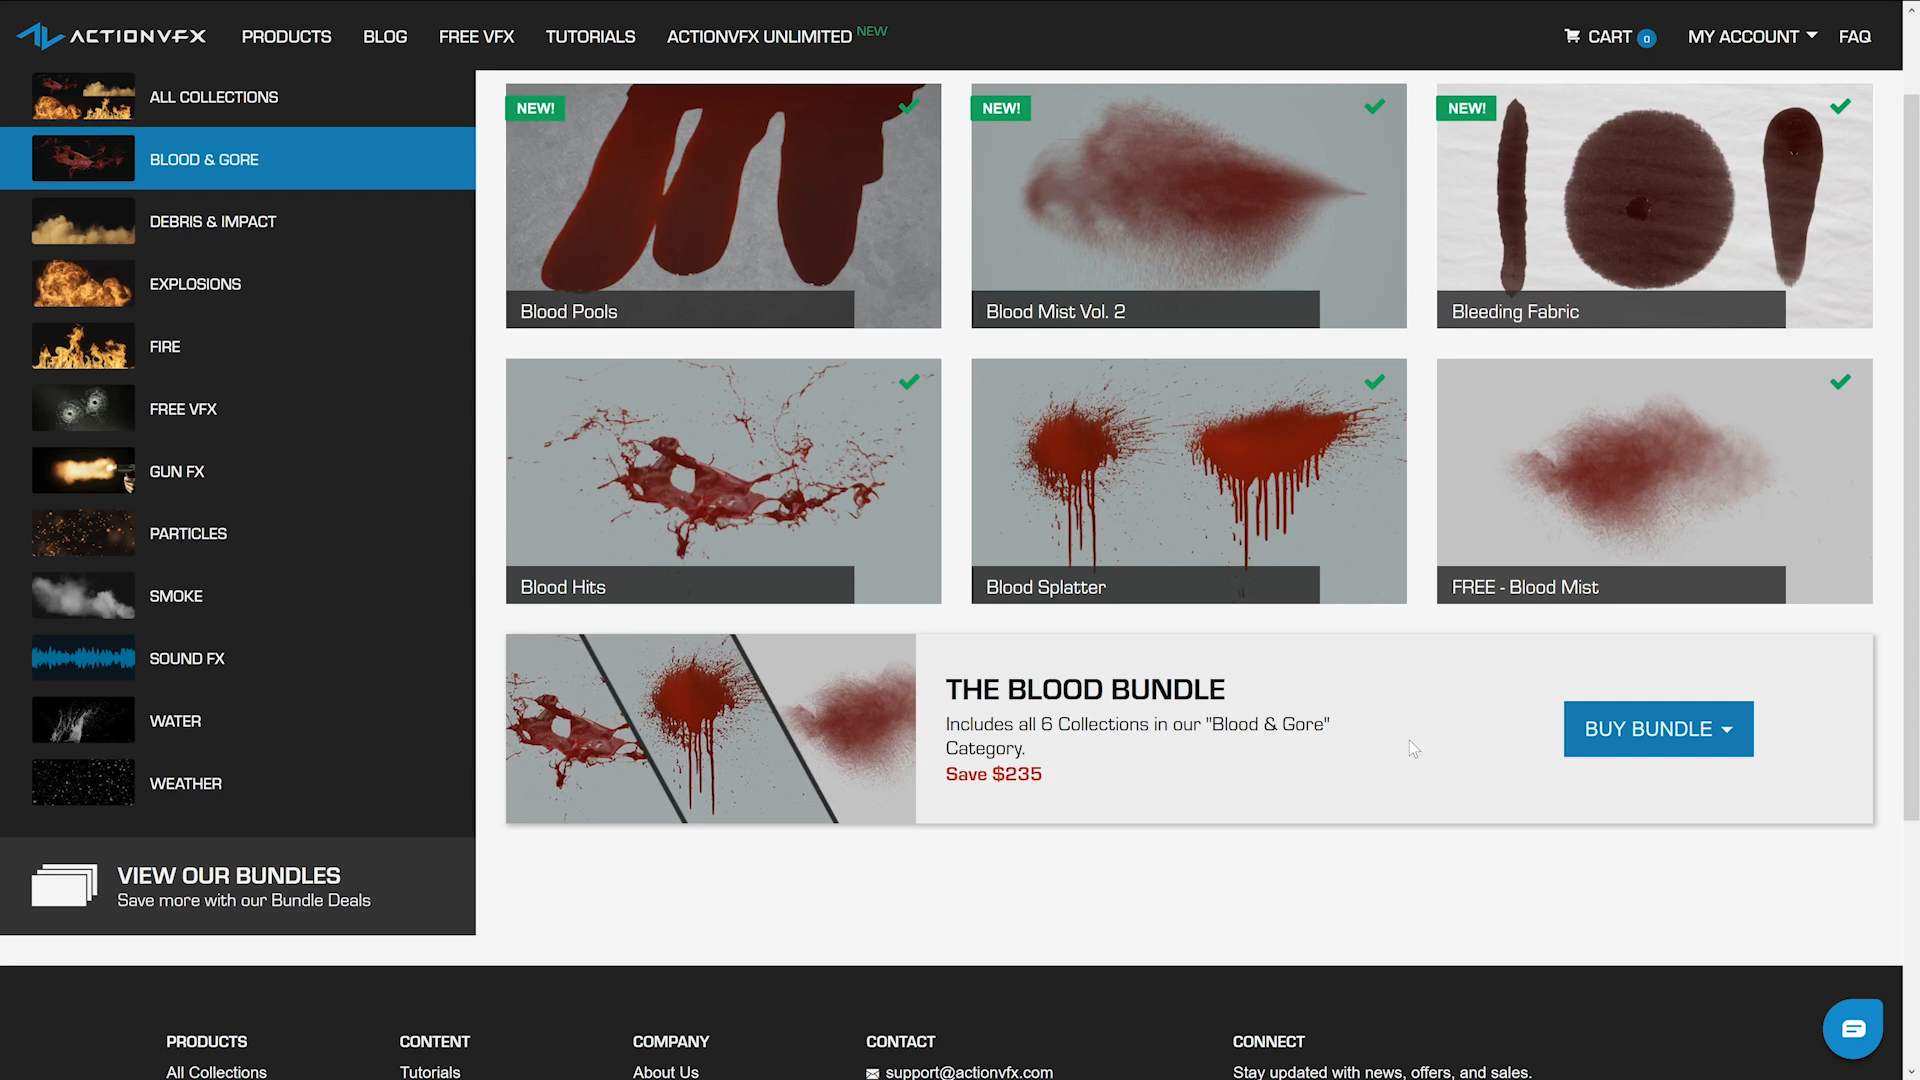 ACTIONVFX
PRODUCTS
BLOG
FREE VFX
TUTORIALS
ACTIONVFX UNLIMITED NEW
CART 0
MY ACCOUNT
FAQ
ALL COLLECTIONS
BLOOD & GORE
DEBRIS & IMPACT
EXPLOSIONS
FIRE
FREE VFX
GUN FX
PARTICLES
SMOKE
SOUND FX
WATER
WEATHER
VIEW OUR BUNDLES
Save more with our Bundle Deals
NEW!
Blood Pools
NEW!
Blood Mist Vol. 2
NEW!
Bleeding Fabric
Blood Hits
Blood Splatter
FREE - Blood Mist
THE BLOOD BUNDLE
Includes all 6 Collections in our "Blood & Gore"
Category.
Save $235
BUY BUNDLE
PRODUCTS
All Collections
CONTENT
Tutorials
COMPANY
About Us
CONTACT
support@actionvfx.com
CONNECT
Stay updated with news, offers, and sales.